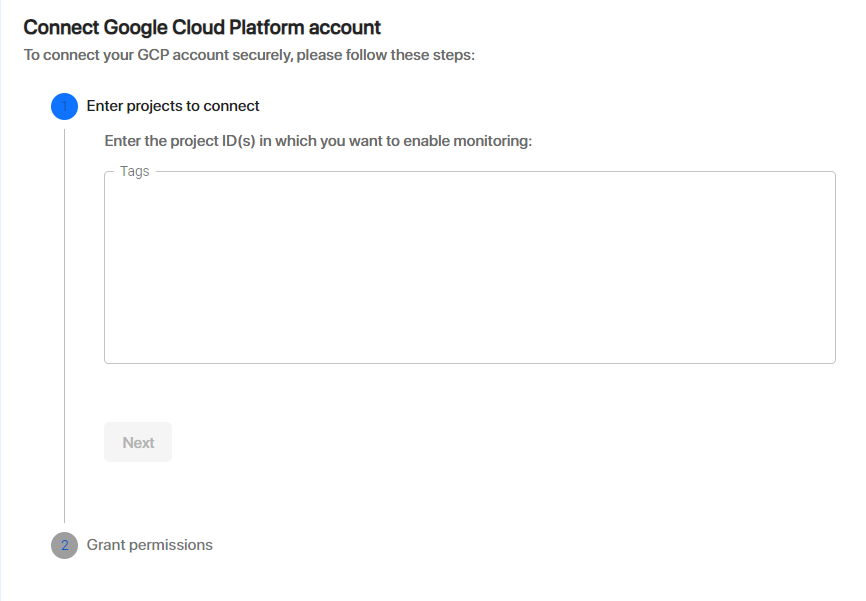 Connect Google Cloud Platform account
To connect your GCP account securely, please follow these steps:
1 Enter projects to connect
Enter the project ID(s) in which you want to enable monitoring:
Tags
Next
2 Grant permissions